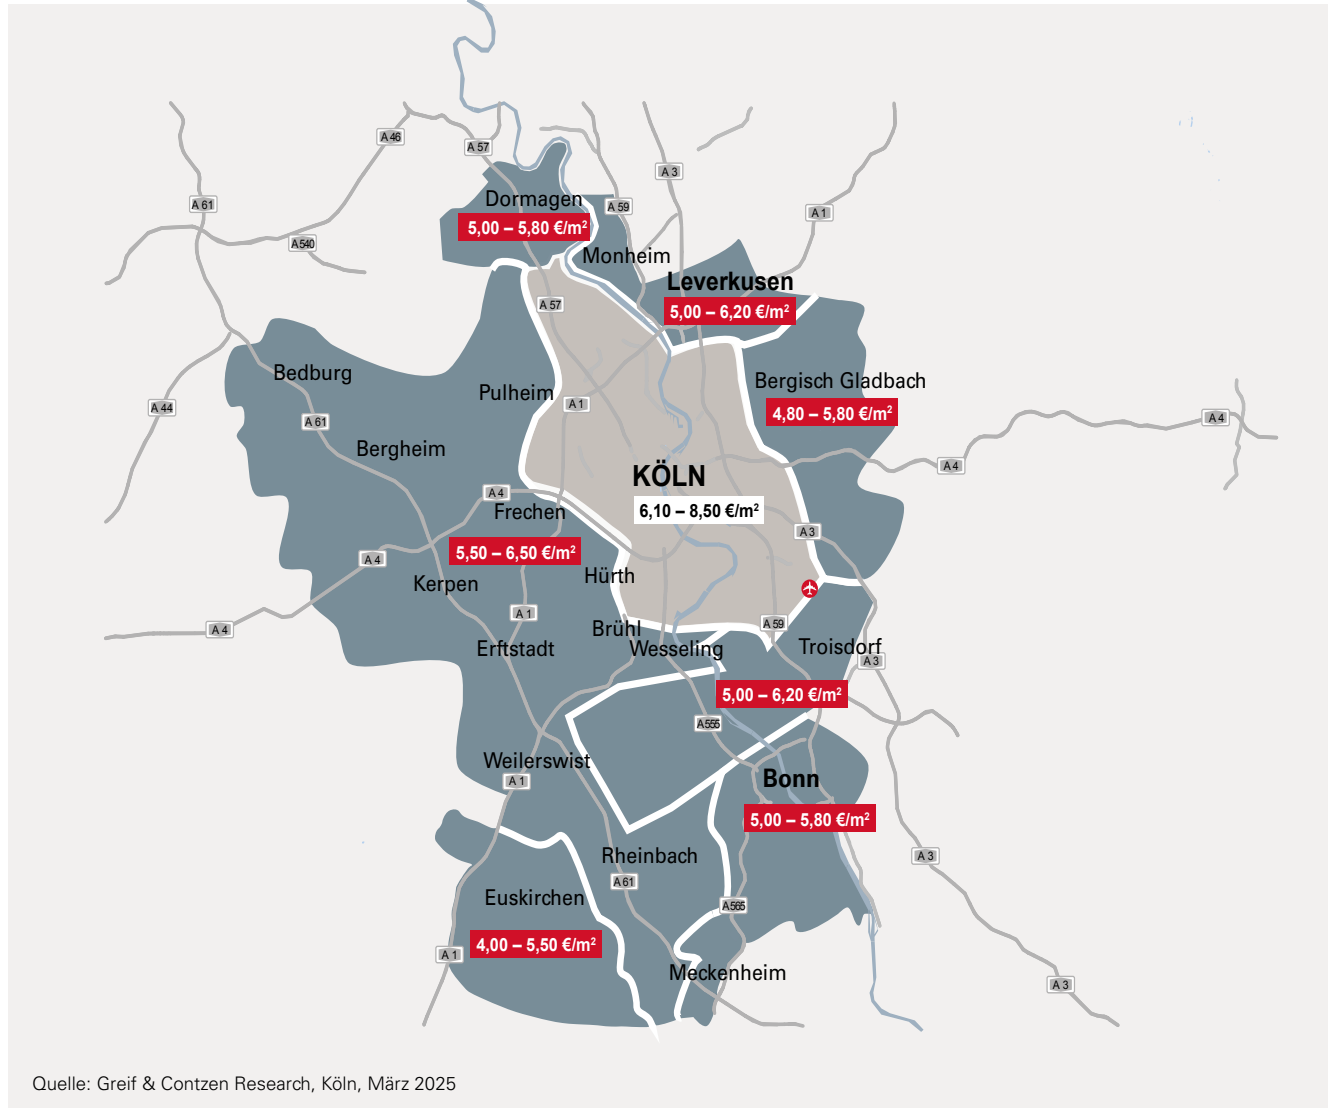 A 46
A 57
A 3
Dormagen
A 61
A 59
A 1
5,00 – 5,80 €/m²
A540
Monheim
Leverkusen
A 57
5,00 – 6,20 €/m²
Bedburg
Pulheim
Bergisch Gladbach
A 44
A 1
4,80 – 5,80 €/m²
A 61
A 4
Bergheim
A 4
KÖLN
A 4
Frechen
6,10 – 8,50 €/m²
A 3
5,50 – 6,50 €/m²
A 4
Kerpen
Hürth
A 1
A 59
A 4
Brühl
Erftstadt
Wesseling
Troisdorf
A 3
5,00 – 6,20 €/m²
A555
Weilerswist
A 1
Bonn
5,00 – 5,80 €/m²
Rheinbach
A 3
A 61
Euskirchen
A565
4,00 – 5,50 €/m²
A 1
Meckenheim
A 3
Quelle: Greif & Contzen Research, Köln, März 2025